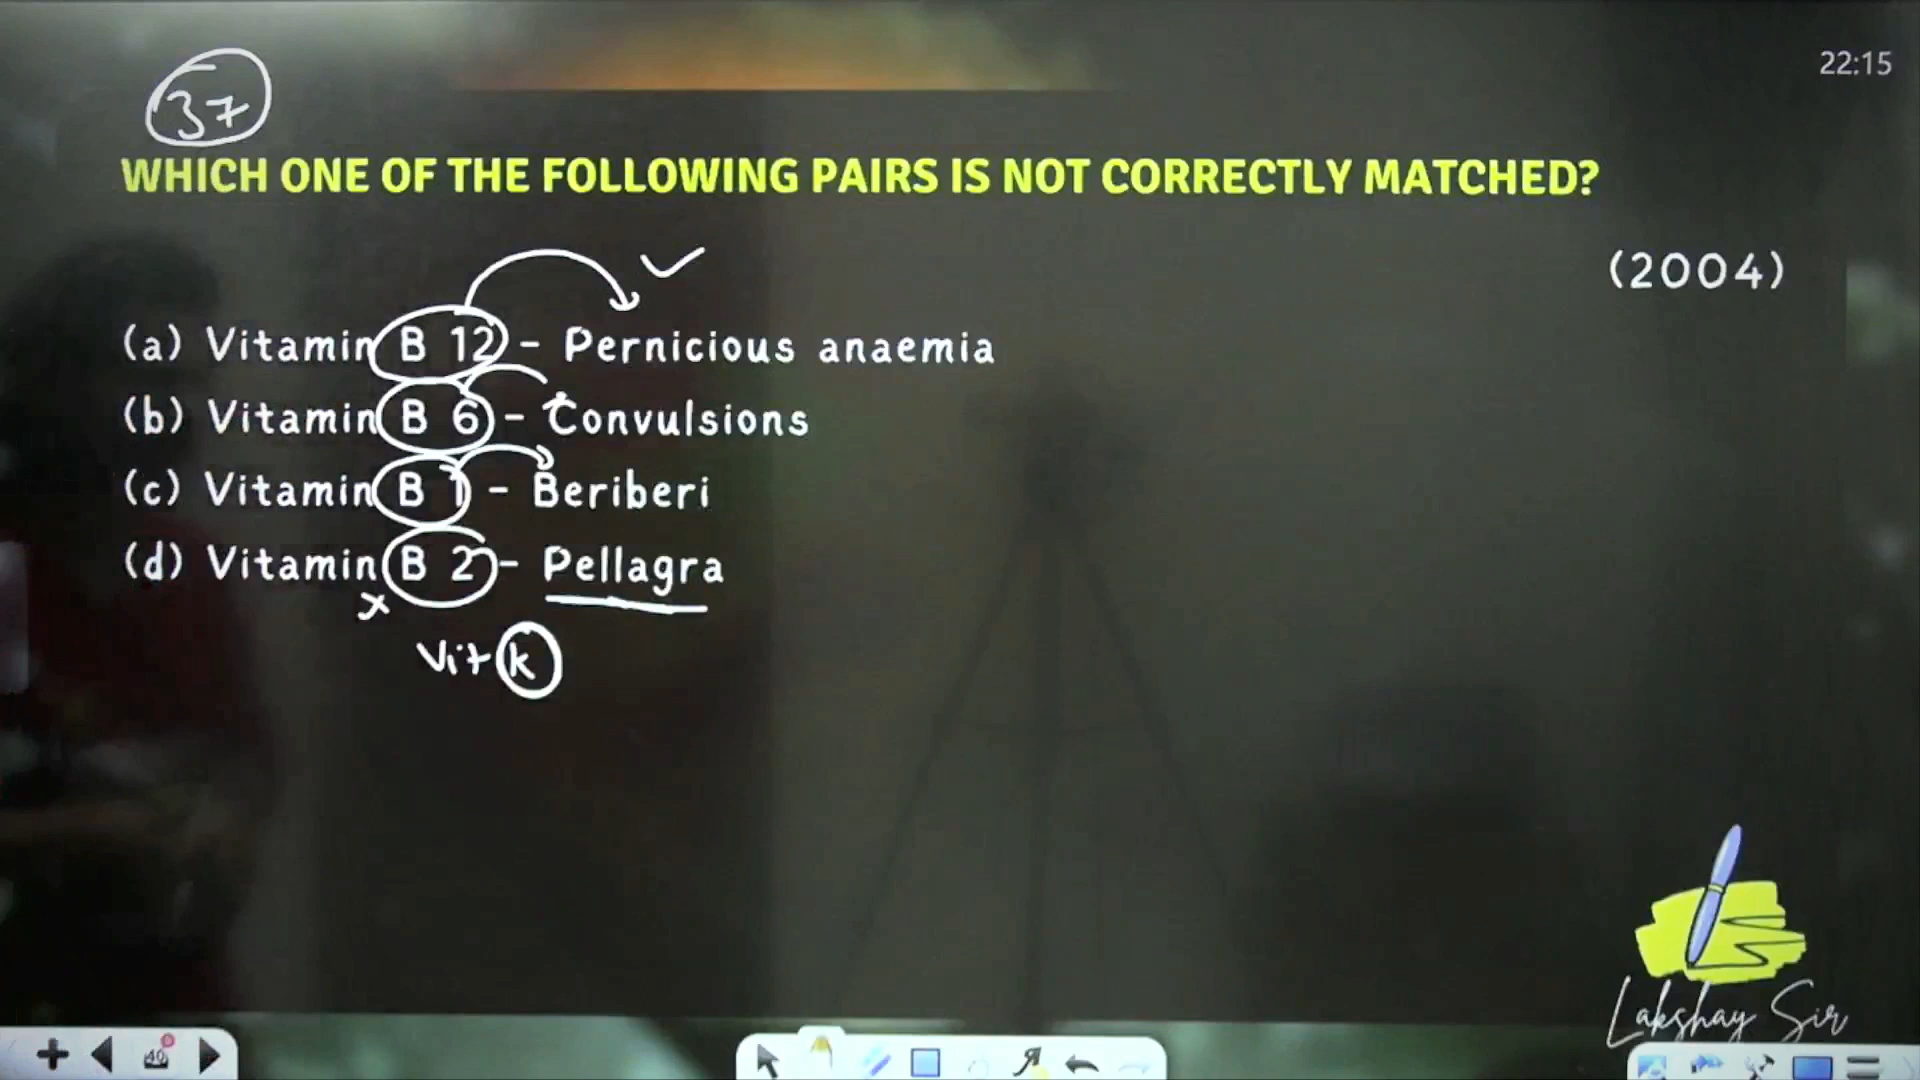 22:15
37
WHICH ONE OF THE FOLLOWING PAIRS IS NOT CORRECTLY MATCHED?
(2004)
(a) Vitamin B 12 - Pernicious anaemia
(b) Vitamin B 6 - Convulsions
(c) Vitamin B 1 - Beriberi
(d) Vitamin B 2 - Pellagra
Vit K
Lakshay Sir
40